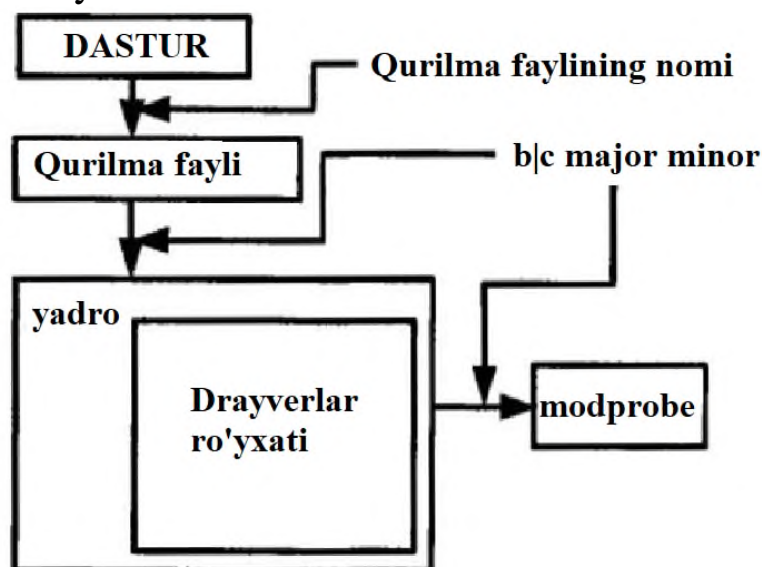 DASTUR
Qurilma faylining nomi
Qurilma fayli
b|c major minor
yadro
Drayverlar
ro'yxati
modprobe